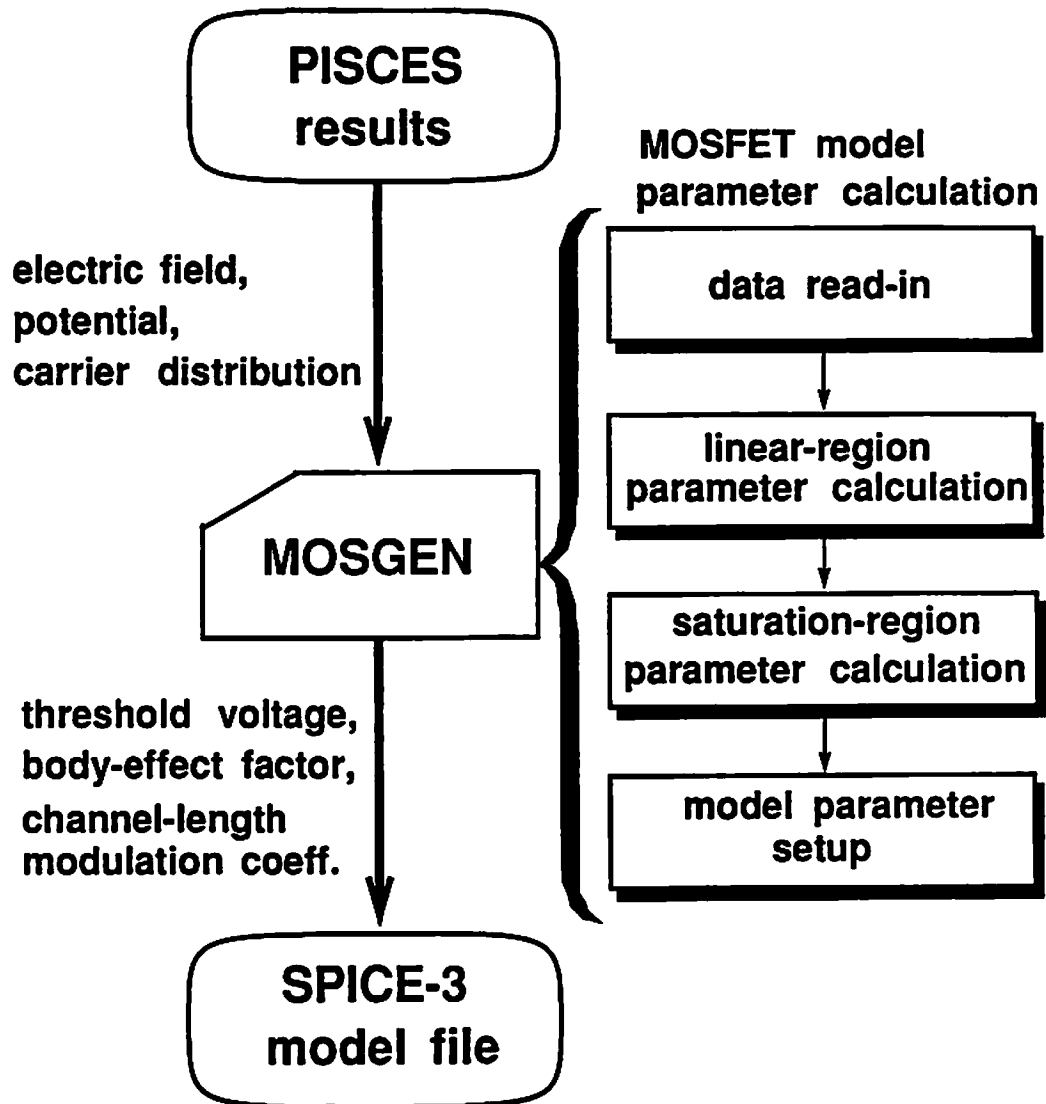 PISCES
results
electric field,
potential,
carrier distribution
MOSGEN
threshold voltage,
body-effect factor,
channel-length
modulation coeff.
SPICE-3
model file
MOSFET model
parameter calculation
data read-in
linear-region
parameter calculation
saturation-region
parameter calculation
model parameter
setup